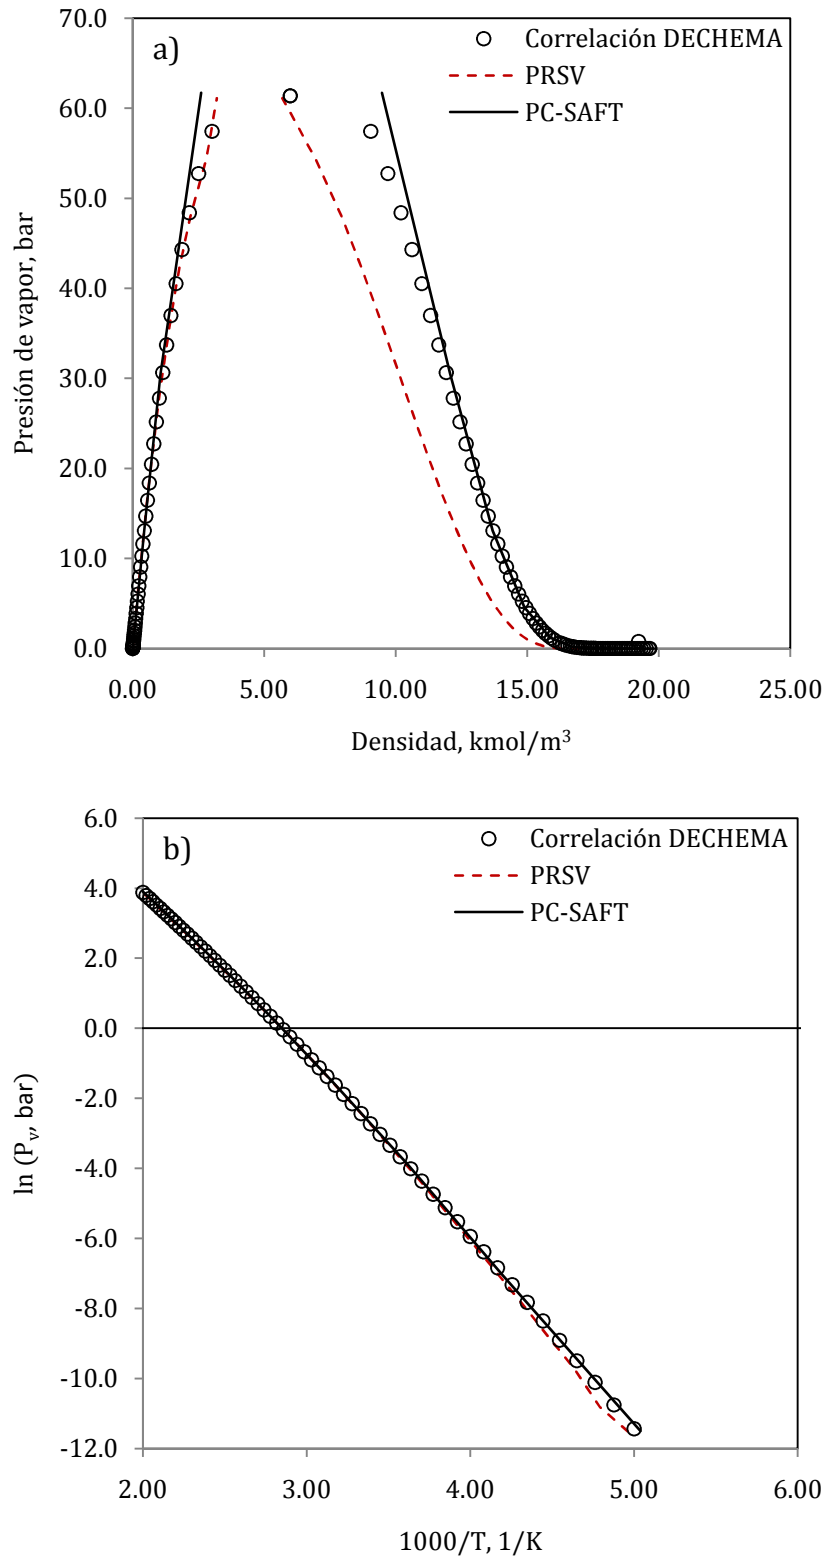 a)
Correlación DECHEMA
PRSV
PC-SAFT
Presión de vapor, bar
70.0
60.0
50.0
40.0
30.0
20.0
10.0
0.0
0.00 5.00 10.00 15.00 20.00 25.00
Densidad, kmol/m³
b)
Correlación DECHEMA
PRSV
PC-SAFT
ln (Pᵥ, bar)
6.0
4.0
2.0
0.0
-2.0
-4.0
-6.0
-8.0
-10.0
-12.0
2.00 3.00 4.00 5.00 6.00
1000/T, 1/K